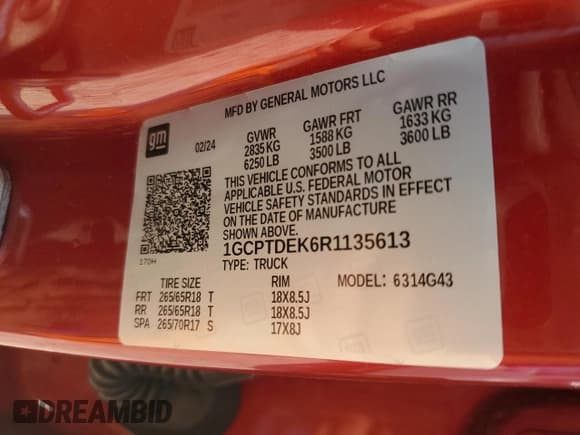 MFD BY GENERAL MOTORS LLC
gm
02/24
GVWR GAWR FRT GAWR RR
2835 KG 1588 KG 1633 KG
6250 LB 3500 LB 3600 LB
THIS VEHICLE CONFORMS TO ALL
APPLICABLE U.S. FEDERAL MOTOR
VEHICLE SAFETY STANDARDS IN EFFECT
ON THE DATE OF MANUFACTURE
SHOWN ABOVE.
1GCPTDEK6R1135613
170H
TYPE: TRUCK MODEL: 6314G43
TIRE SIZE RIM
FRT 265/65R18 T 18X8.5J
RR 265/65R18 T 18X8.5J
SPA 265/70R17 S 17X8J
DREAMBID